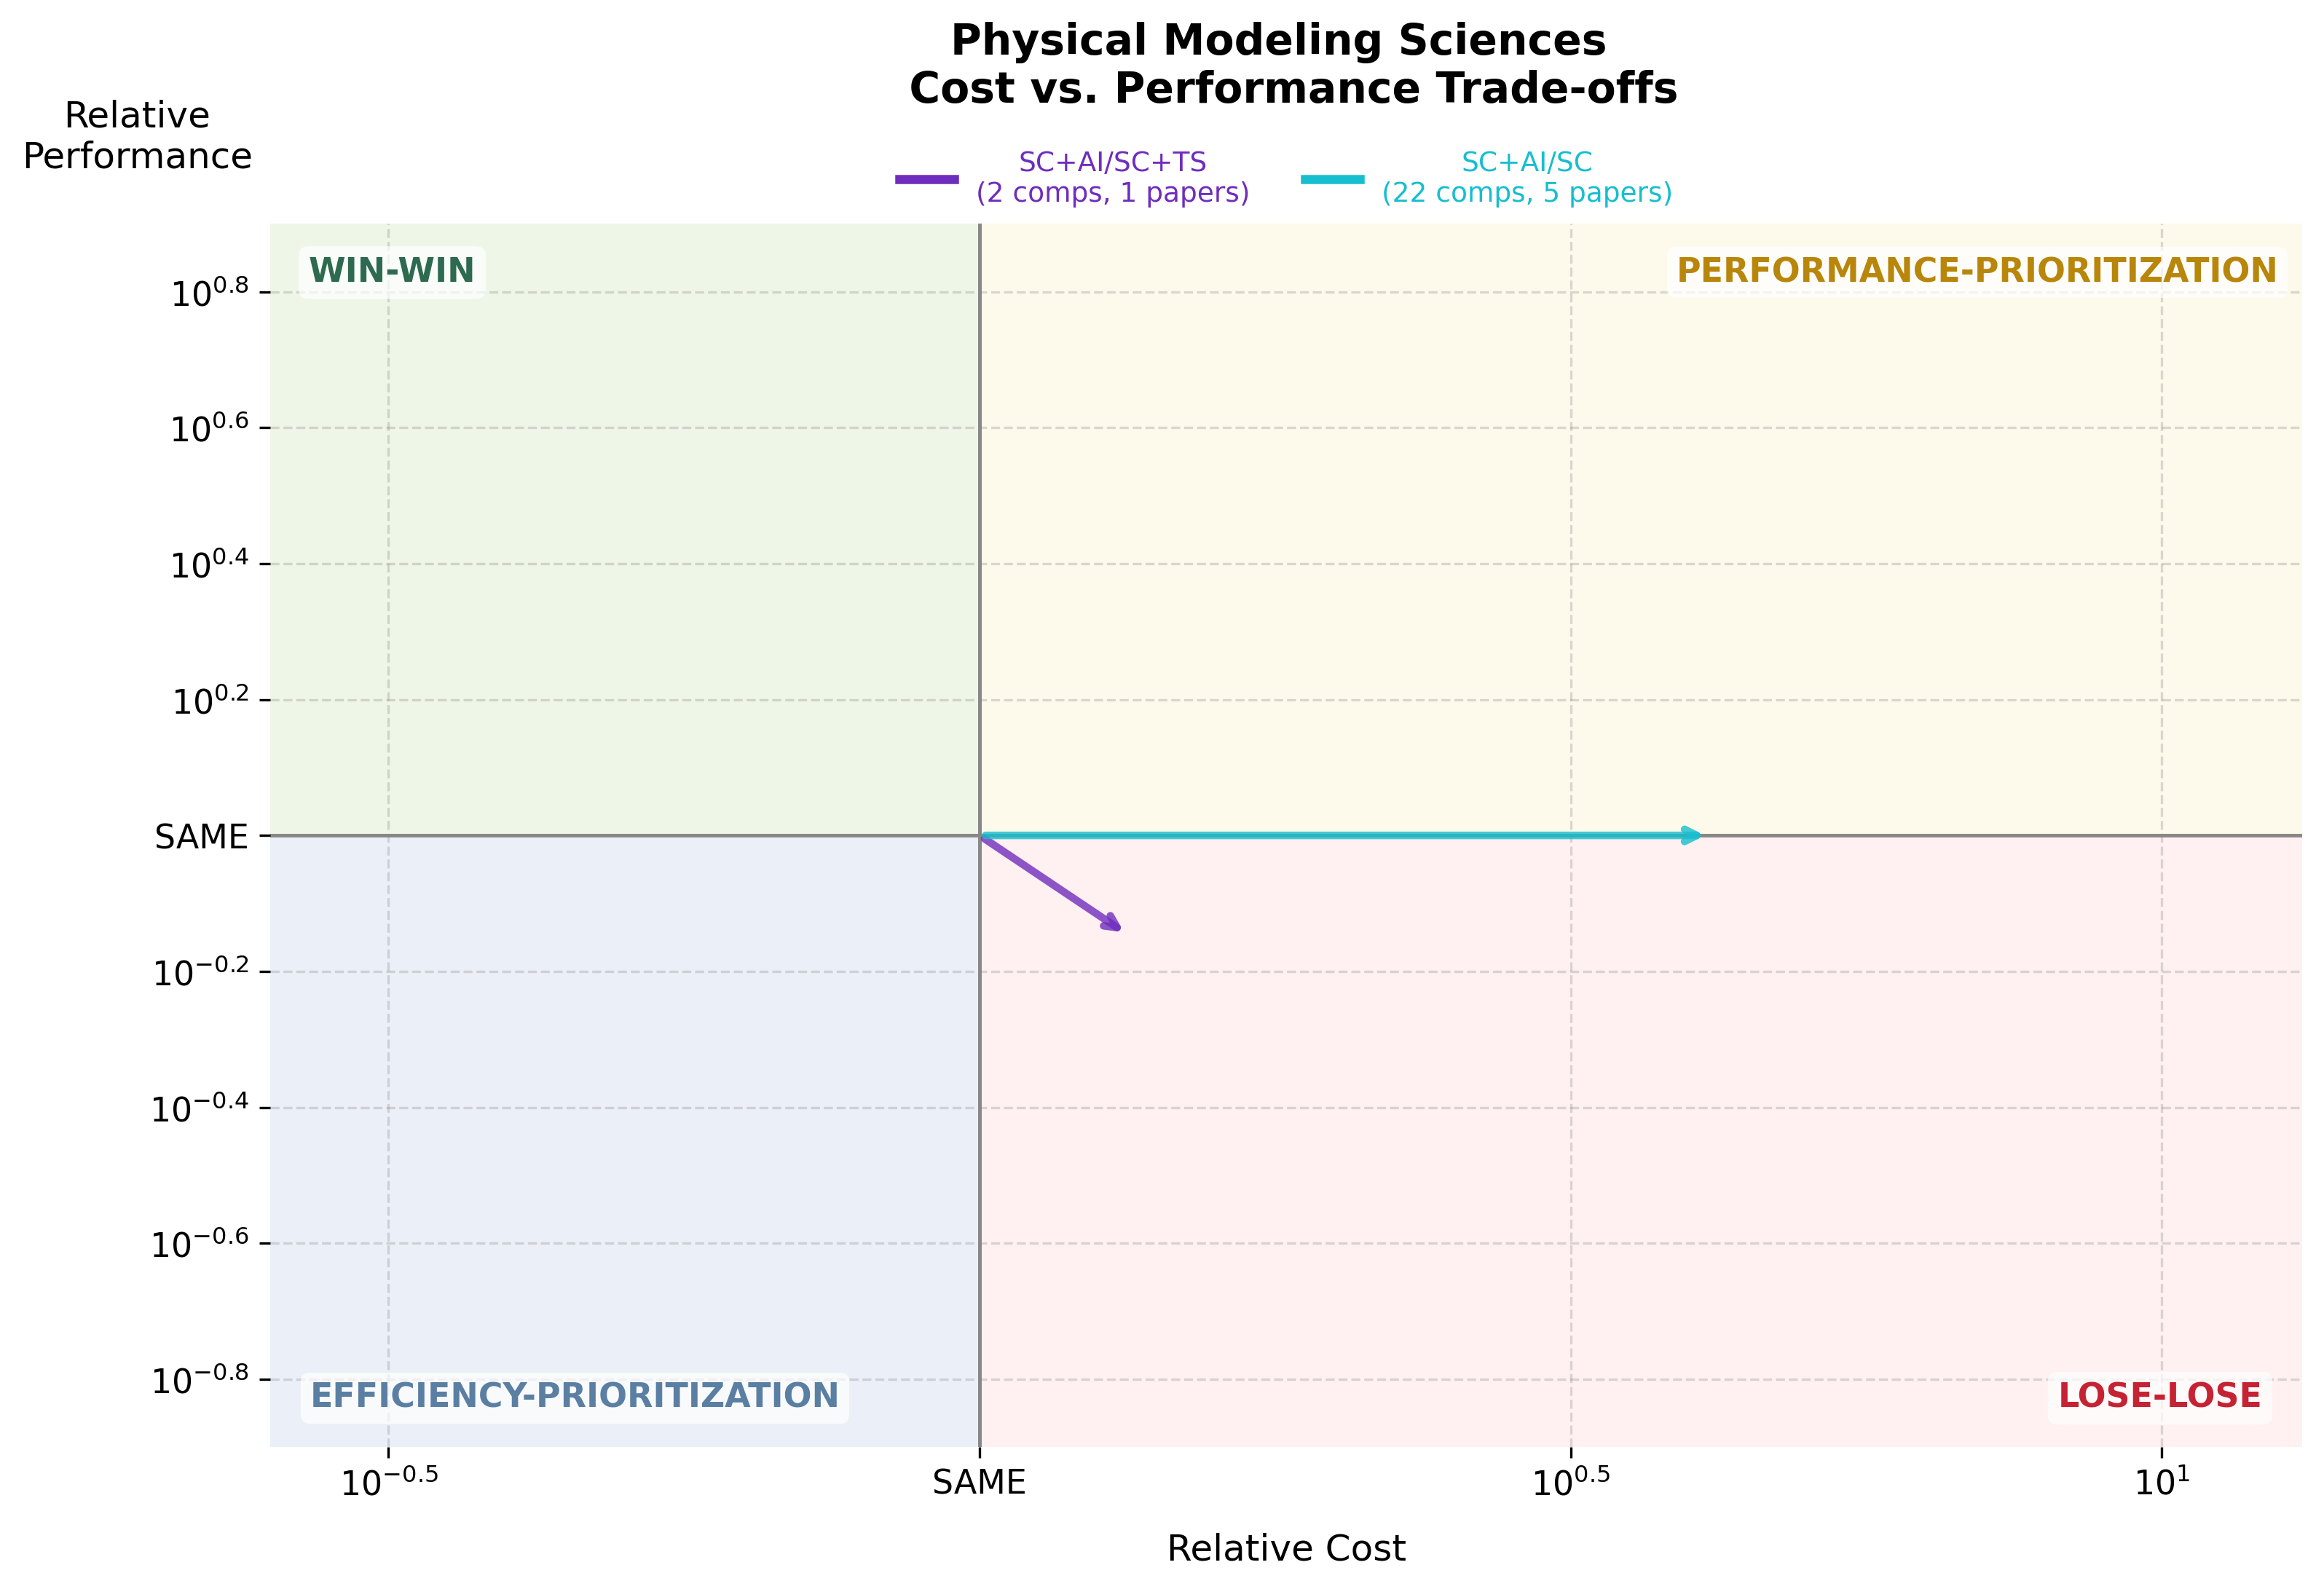 Physical Modeling Sciences
Cost vs. Performance Trade-offs
Relative
Performance
SC+AI/SC+TS
(2 comps, 1 papers)
SC+AI/SC
(22 comps, 5 papers)
WIN-WIN
PERFORMANCE-PRIORITIZATION
10^0.8
10^0.6
10^0.4
10^0.2
SAME
10^−0.2
10^−0.4
10^−0.6
10^−0.8
EFFICIENCY-PRIORITIZATION
LOSE-LOSE
10^−0.5
SAME
10^0.5
10^1
Relative Cost